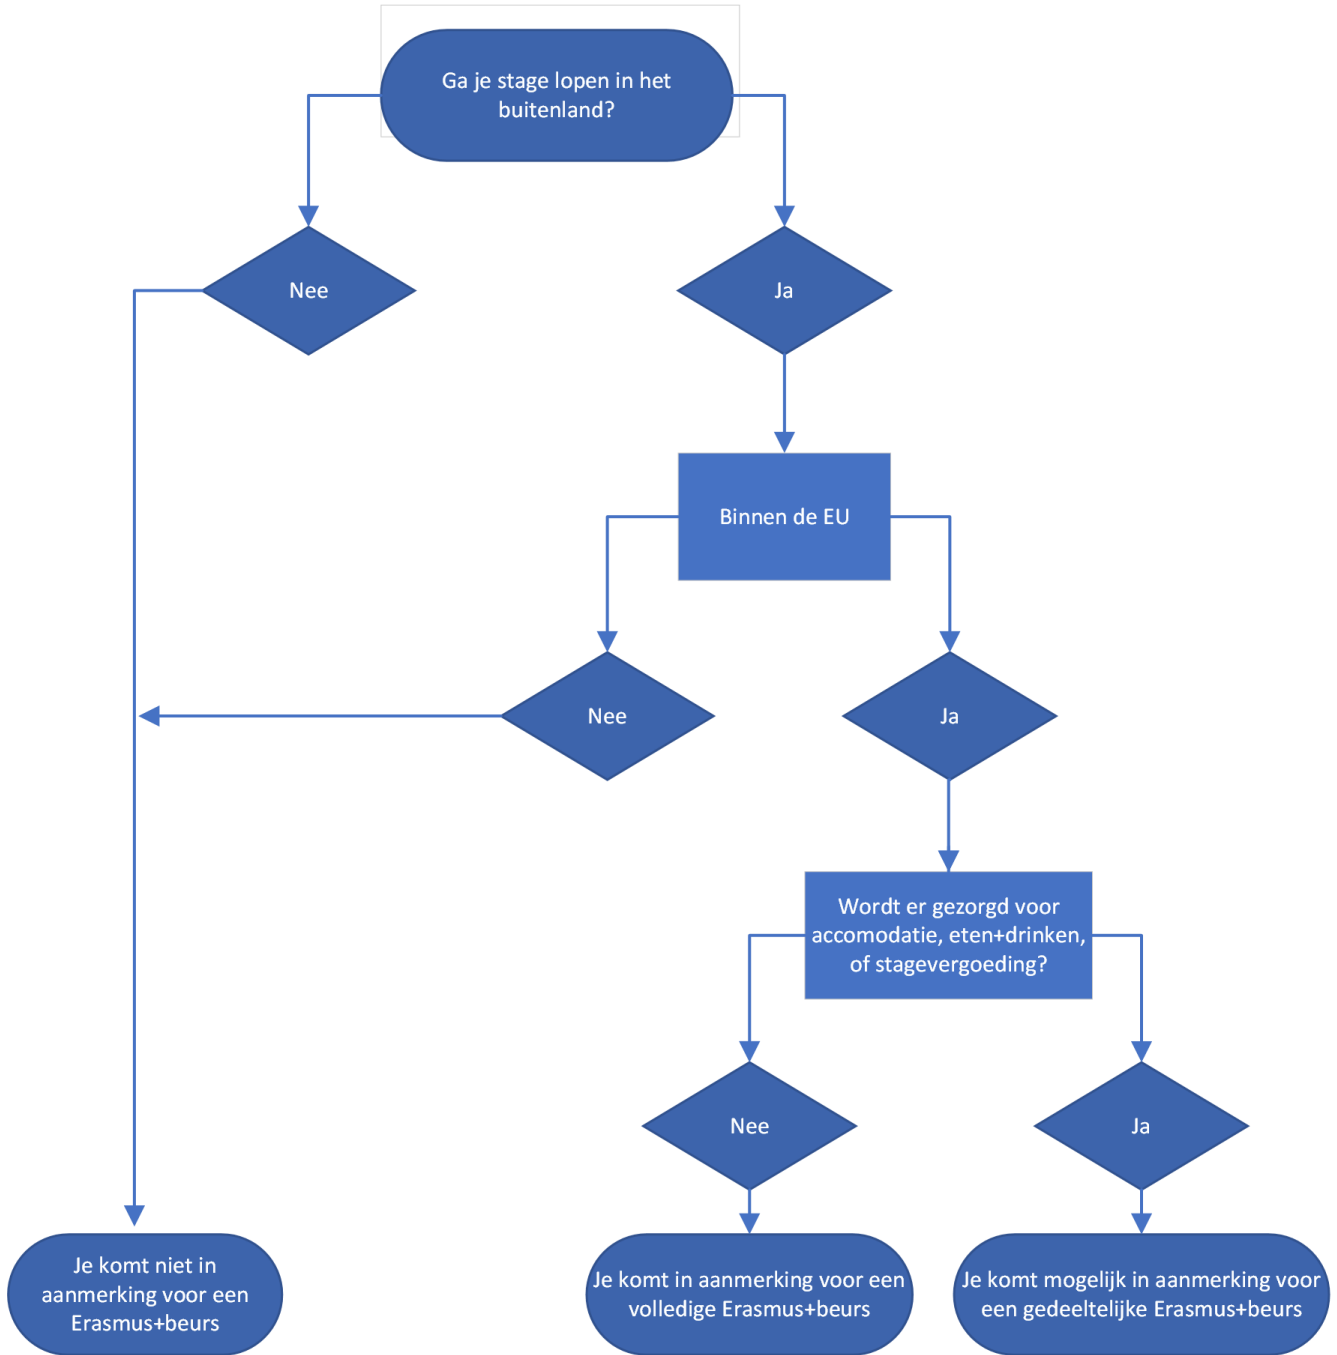 Ga je stage lopen in het
buitenland?
Nee
Ja
Binnen de EU
Nee
Ja
Wordt er gezorgd voor
accomodatie, eten+drinken,
of stagevergoeding?
Nee
Ja
Je komt niet in
aanmerking voor een
Erasmus+beurs
Je komt in aanmerking voor een
volledige Erasmus+beurs
Je komt mogelijk in aanmerking voor
een gedeeltelijke Erasmus+beurs